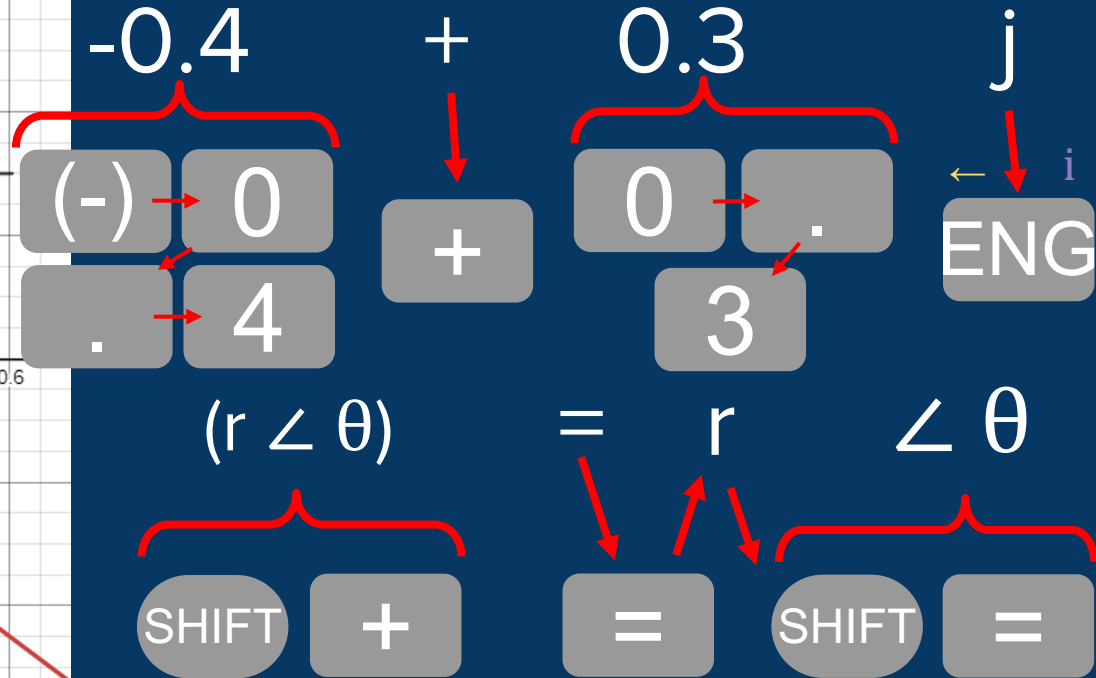 -0.4 + 0.3 j
← i
(-) 0 + 0 . ENG
. 4 3
0.6
(r ∠ θ) = r ∠ θ
SHIFT + = SHIFT =